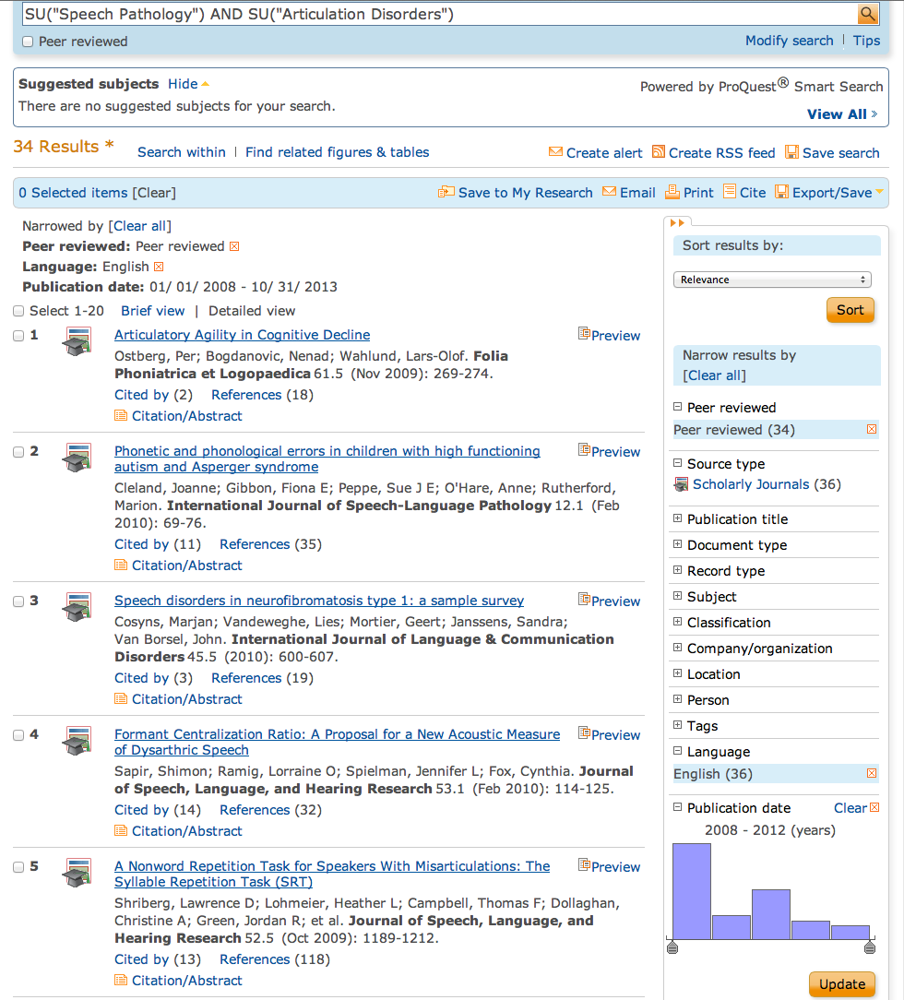 SU("Speech Pathology") AND SU("Articulation Disorders")
Peer reviewed
Modify search | Tips
Suggested subjects Hide
Powered by ProQuest® Smart Search
There are no suggested subjects for your search.
View All >
34 Results *
Search within | Find related figures & tables
Create alert Create RSS feed Save search
0 Selected items [Clear]
Save to My Research Email Print Cite Export/Save
Narrowed by [Clear all]
Peer reviewed: Peer reviewed
Language: English
Publication date: 01/ 01/ 2008 - 10/ 31/ 2013
Select 1-20 Brief view | Detailed view
1 Articulatory Agility in Cognitive Decline
Preview
Ostberg, Per; Bogdanovic, Nenad; Wahlund, Lars-Olof. Folia
Phoniatrica et Logopaedica 61.5 (Nov 2009): 269-274.
Cited by (2) References (18)
Citation/Abstract
2 Phonetic and phonological errors in children with high functioning
autism and Asperger syndrome
Preview
Cleland, Joanne; Gibbon, Fiona E; Peppe, Sue J E; O'Hare, Anne; Rutherford,
Marion. International Journal of Speech-Language Pathology 12.1 (Feb
2010): 69-76.
Cited by (11) References (35)
Citation/Abstract
3 Speech disorders in neurofibromatosis type 1: a sample survey
Preview
Cosyns, Marjan; Vandeweghe, Lies; Mortier, Geert; Janssens, Sandra;
Van Borsel, John. International Journal of Language & Communication
Disorders 45.5 (2010): 600-607.
Cited by (3) References (19)
Citation/Abstract
4 Formant Centralization Ratio: A Proposal for a New Acoustic Measure
of Dysarthric Speech
Preview
Sapir, Shimon; Ramig, Lorraine O; Spielman, Jennifer L; Fox, Cynthia. Journal
of Speech, Language, and Hearing Research 53.1 (Feb 2010): 114-125.
Cited by (14) References (32)
Citation/Abstract
5 A Nonword Repetition Task for Speakers With Misarticulations: The
Syllable Repetition Task (SRT)
Preview
Shriberg, Lawrence D; Lohmeier, Heather L; Campbell, Thomas F; Dollaghan,
Christine A; Green, Jordan R; et al. Journal of Speech, Language, and
Hearing Research 52.5 (Oct 2009): 1189-1212.
Cited by (13) References (118)
Citation/Abstract
Sort results by:
Relevance
Sort
Narrow results by
[Clear all]
Peer reviewed
Peer reviewed (34)
Source type
Scholarly Journals (36)
Publication title
Document type
Record type
Subject
Classification
Company/organization
Location
Person
Tags
Language
English (36)
Publication date Clear
2008 - 2012 (years)
Update